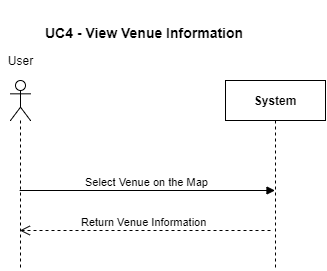 UC4 - View Venue Information
User
System
Select Venue on the Map
Return Venue Information